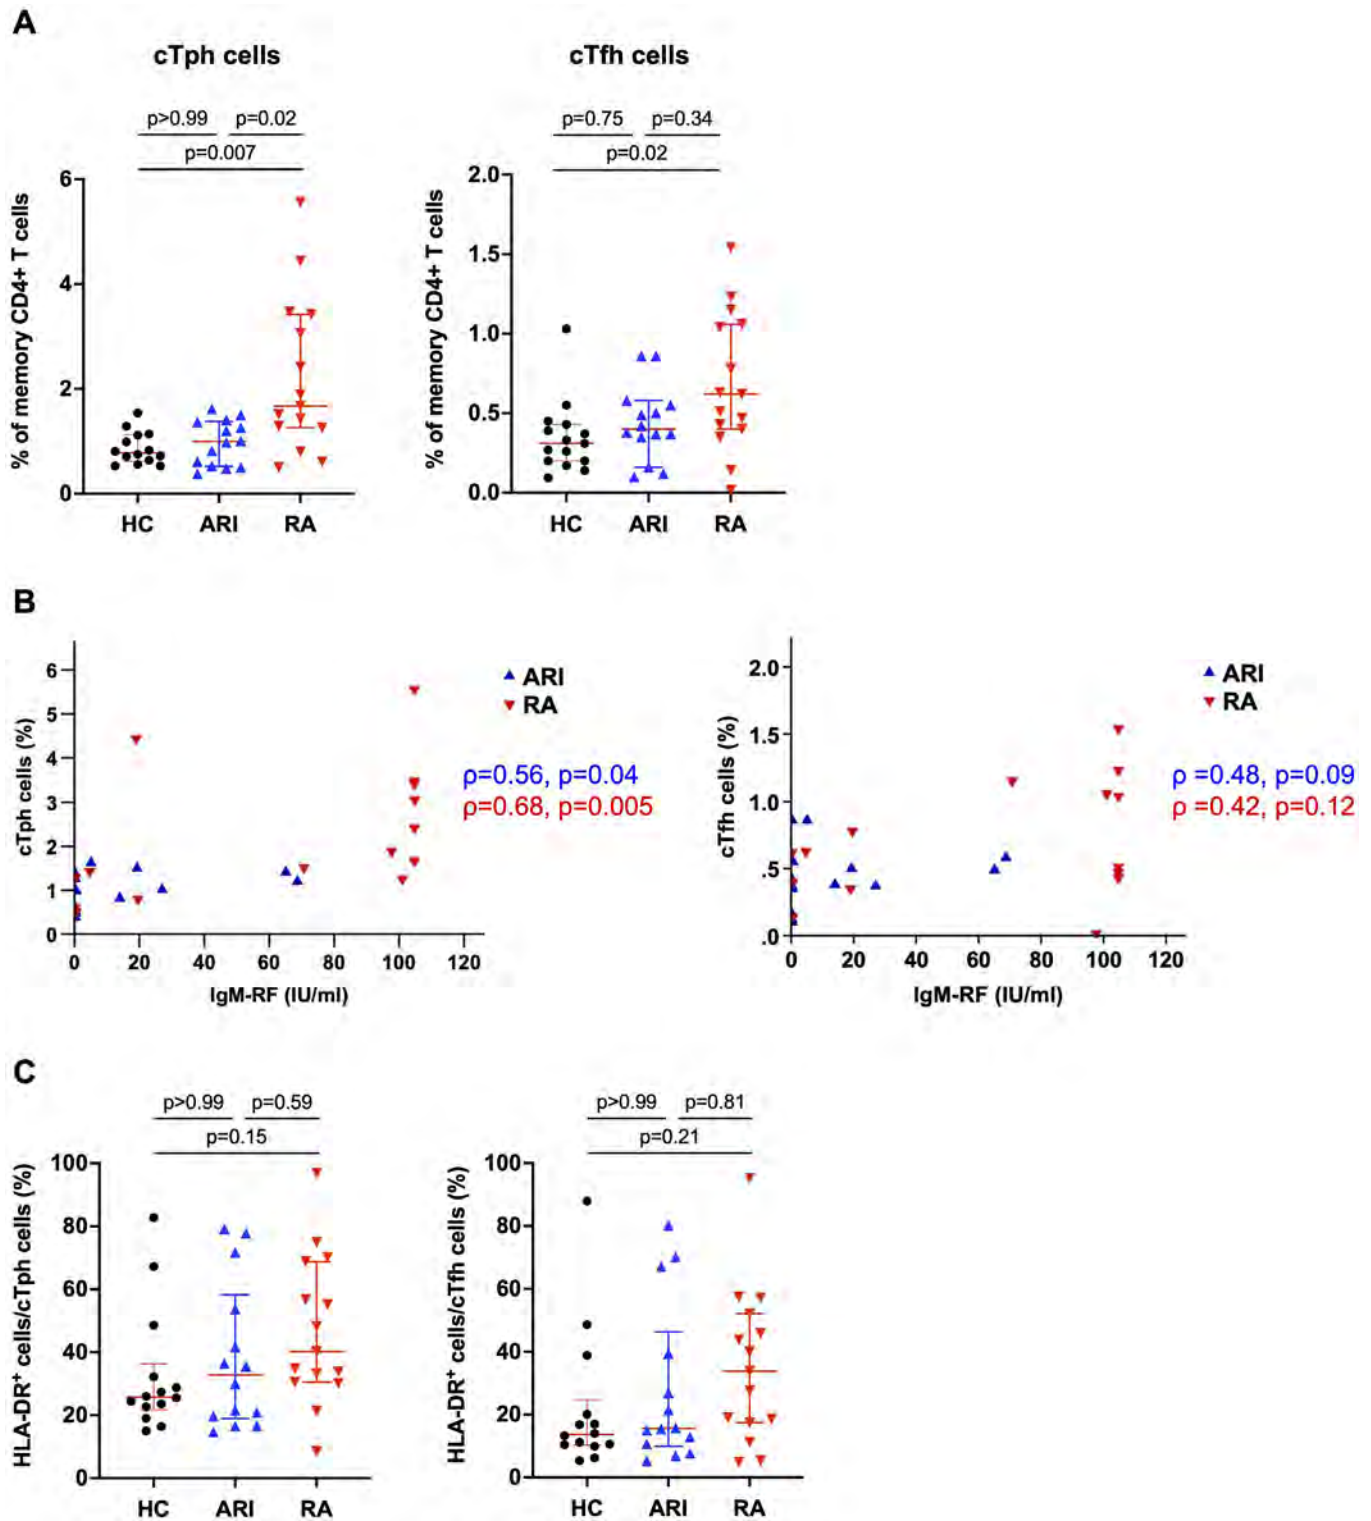 A
cTph cells
cTfh cells
p>0.99 p=0.02
p=0.007
p=0.75 p=0.34
p=0.02
% of memory CD4+ T cells
6
4
2
0
HC ARI RA
% of memory CD4+ T cells
2.0
1.5
1.0
0.5
0.0
HC ARI RA
B
cTph cells (%)
6
5
4
3
2
1
0
0 20 40 60 80 100 120
IgM-RF (IU/ml)
ARI
RA
ρ=0.56, p=0.04
ρ=0.68, p=0.005
cTfh cells (%)
2.0
1.5
1.0
.5
.0
0 20 40 60 80 100 120
IgM-RF (IU/ml)
ARI
RA
ρ =0.48, p=0.09
ρ =0.42, p=0.12
C
p>0.99 p=0.59
p=0.15
HLA-DR⁺ cells/cTph cells (%)
100
80
60
40
20
0
HC ARI RA
p>0.99 p=0.81
p=0.21
HLA-DR⁺ cells/cTfh cells (%)
100
80
60
40
20
0
HC ARI RA